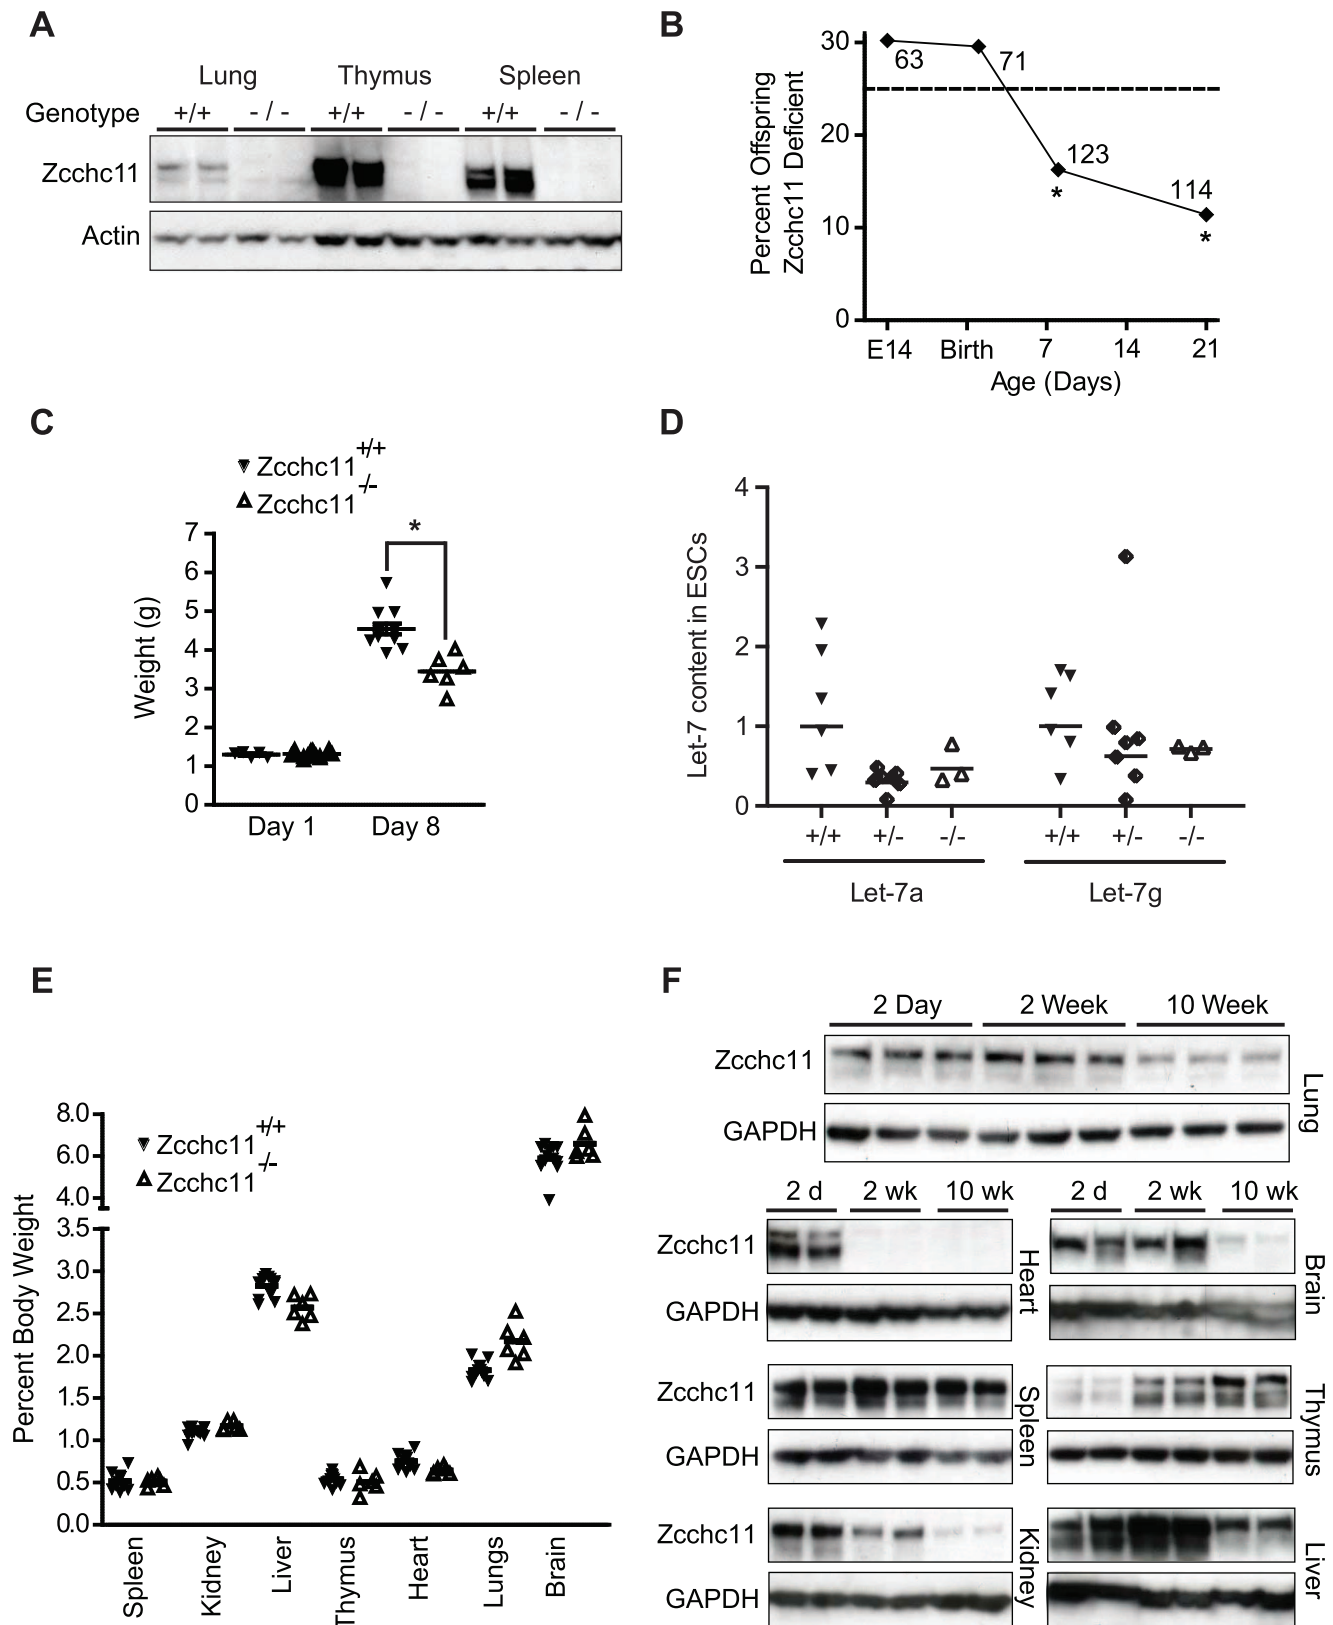 A
Lung Thymus Spleen
Genotype +/+ - / - +/+ - / - +/+ - / -
Zcchc11
Actin
B
Percent Offspring
Zcchc11 Deficient
30
20
10
0
63
71
123
*
114
*
E14 Birth 7 14 21
Age (Days)
C
Zcchc11+/+
Zcchc11-/-
Weight (g)
7
6
5
4
3
2
1
0
*
Day 1 Day 8
D
Let-7 content in ESCs
4
3
2
1
0
+/+ +/- -/- +/+ +/- -/-
Let-7a Let-7g
E
Zcchc11+/+
Zcchc11-/-
Percent Body Weight
8.0
6.0
4.0
3.5
3.0
2.5
2.0
1.5
1.0
0.5
0.0
Spleen
Kidney
Liver
Thymus
Heart
Lungs
Brain
F
2 Day 2 Week 10 Week
Zcchc11
GAPDH
Lung
2 d 2 wk 10 wk 2 d 2 wk 10 wk
Zcchc11
GAPDH
Heart
Brain
Zcchc11
GAPDH
Spleen
Thymus
Zcchc11
GAPDH
Kidney
Liver